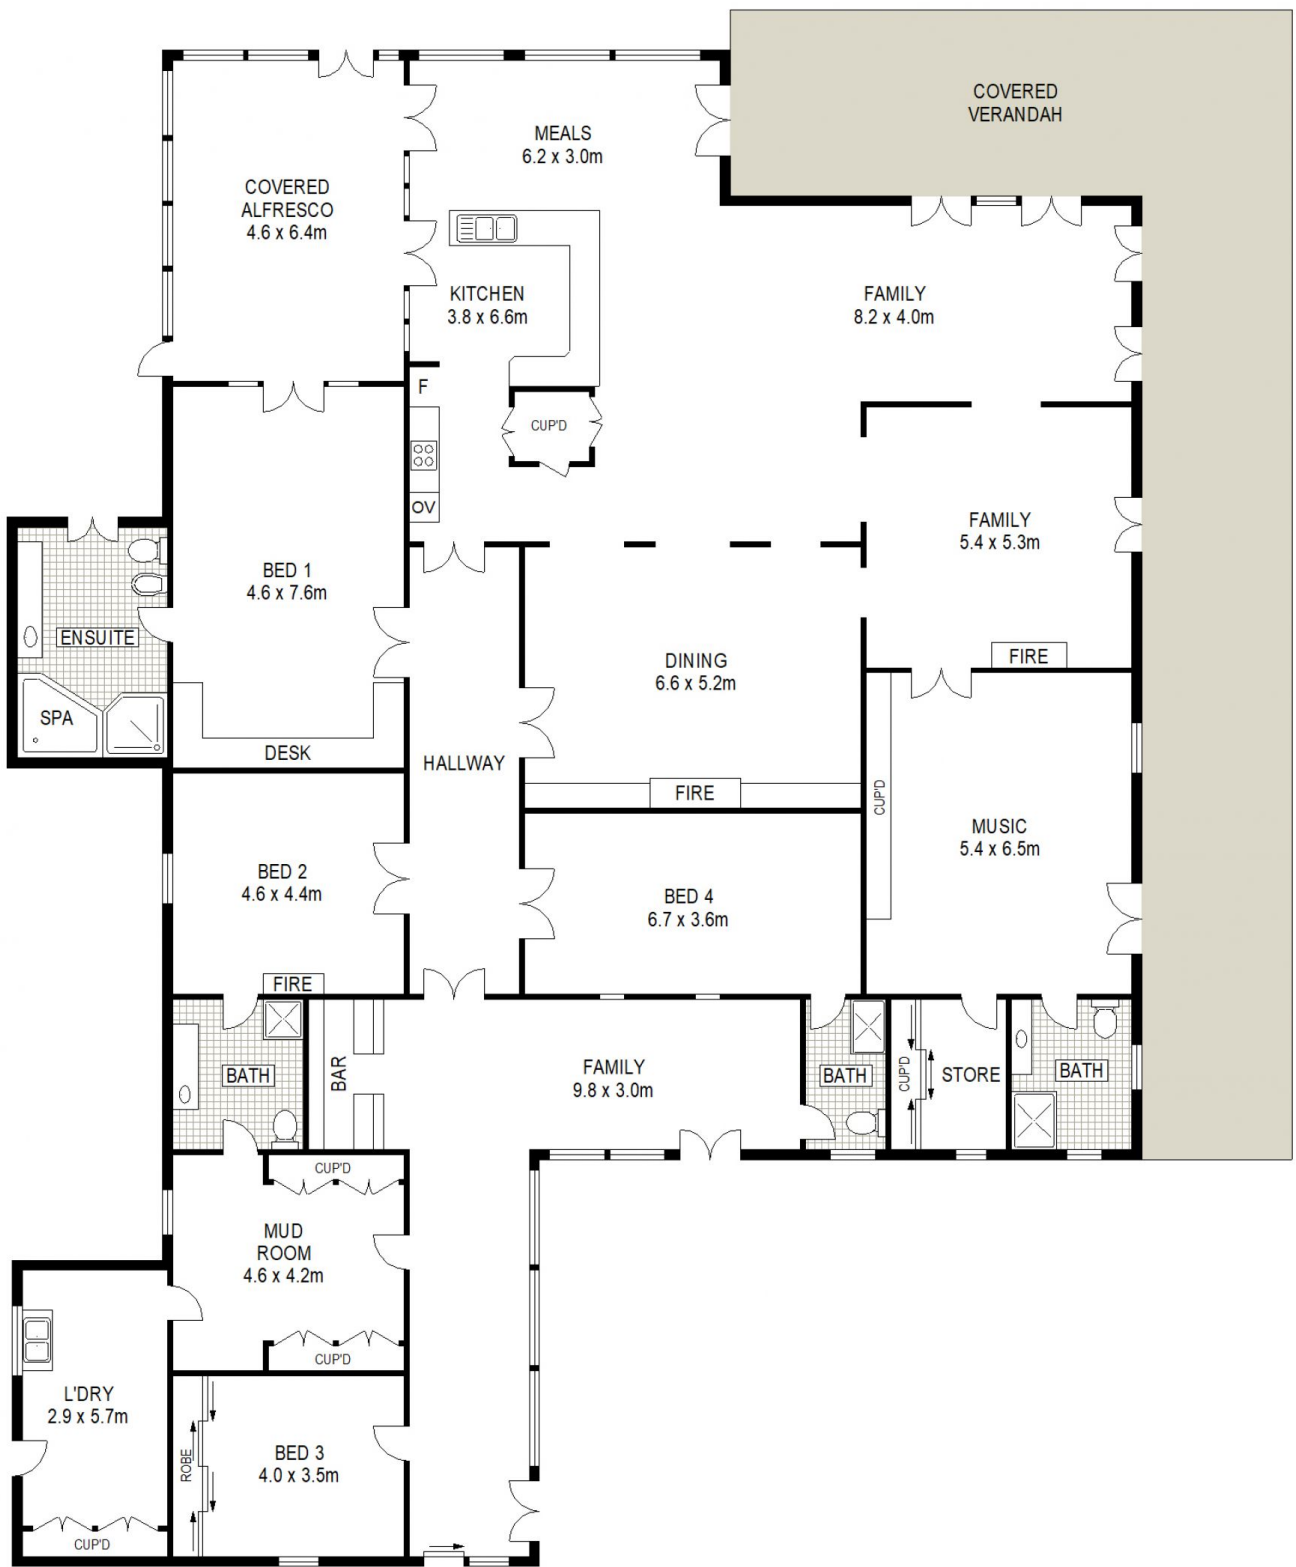 COVERED
VERANDAH
MEALS
6.2 x 3.0m
COVERED
ALFRESCO
4.6 x 6.4m
KITCHEN
3.8 x 6.6m
FAMILY
8.2 x 4.0m
F
CUP'D
OV
FAMILY
5.4 x 5.3m
BED 1
4.6 x 7.6m
ENSUITE
SPA
DESK
HALLWAY
DINING
6.6 x 5.2m
FIRE
FIRE
CUP'D
MUSIC
5.4 x 6.5m
BED 2
4.6 x 4.4m
FIRE
BED 4
6.7 x 3.6m
BATH
BAR
FAMILY
9.8 x 3.0m
BATH
CUP'D
STORE
BATH
CUP'D
MUD
ROOM
4.6 x 4.2m
CUP'D
L'DRY
2.9 x 5.7m
CUP'D
ROBE
BED 3
4.0 x 3.5m